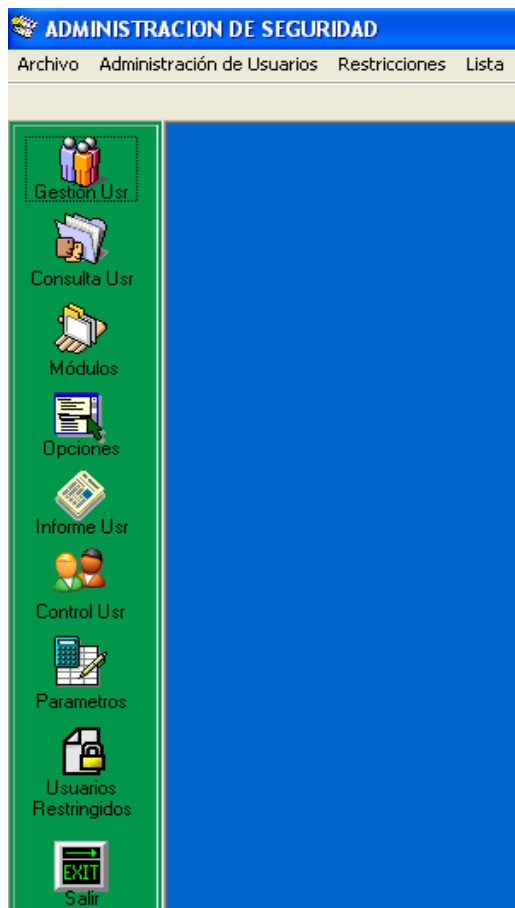 ADMINISTRACION DE SEGURIDAD
Archivo Administración de Usuarios Restricciones Lista
Gestión Usr
Consulta Usr
Módulos
Opciones
Informe Usr
Control Usr
Parametros
Usuarios
Restringidos
EXIT
Salir